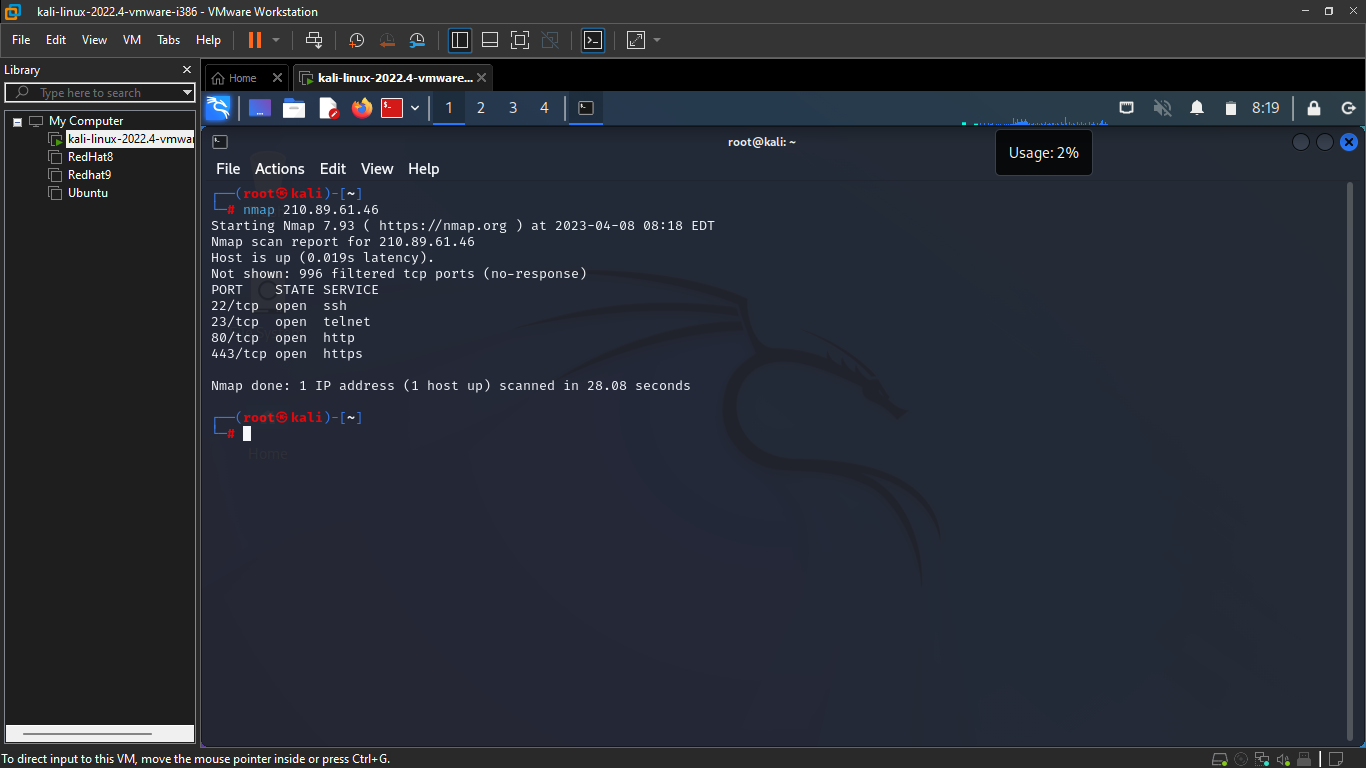 kali-linux-2022.4-vmware-i386 - VMware Workstation
File Edit View VM Tabs Help
Library
Type here to search
My Computer
kali-linux-2022.4-vmwar
RedHat8
Redhat9
Ubuntu
Home kali-linux-2022.4-vmware...
1 2 3 4 8:19
root@kali: ~
Usage: 2%
File Actions Edit View Help
┌──(root㉿kali)-[~]
└─# nmap 210.89.61.46
Starting Nmap 7.93 ( https://nmap.org ) at 2023-04-08 08:18 EDT
Nmap scan report for 210.89.61.46
Host is up (0.019s latency).
Not shown: 996 filtered tcp ports (no-response)
PORT    STATE SERVICE
22/tcp  open  ssh
23/tcp  open  telnet
80/tcp  open  http
443/tcp open  https
Nmap done: 1 IP address (1 host up) scanned in 28.08 seconds
┌──(root㉿kali)-[~]
└─#
Home
To direct input to this VM, move the mouse pointer inside or press Ctrl+G.